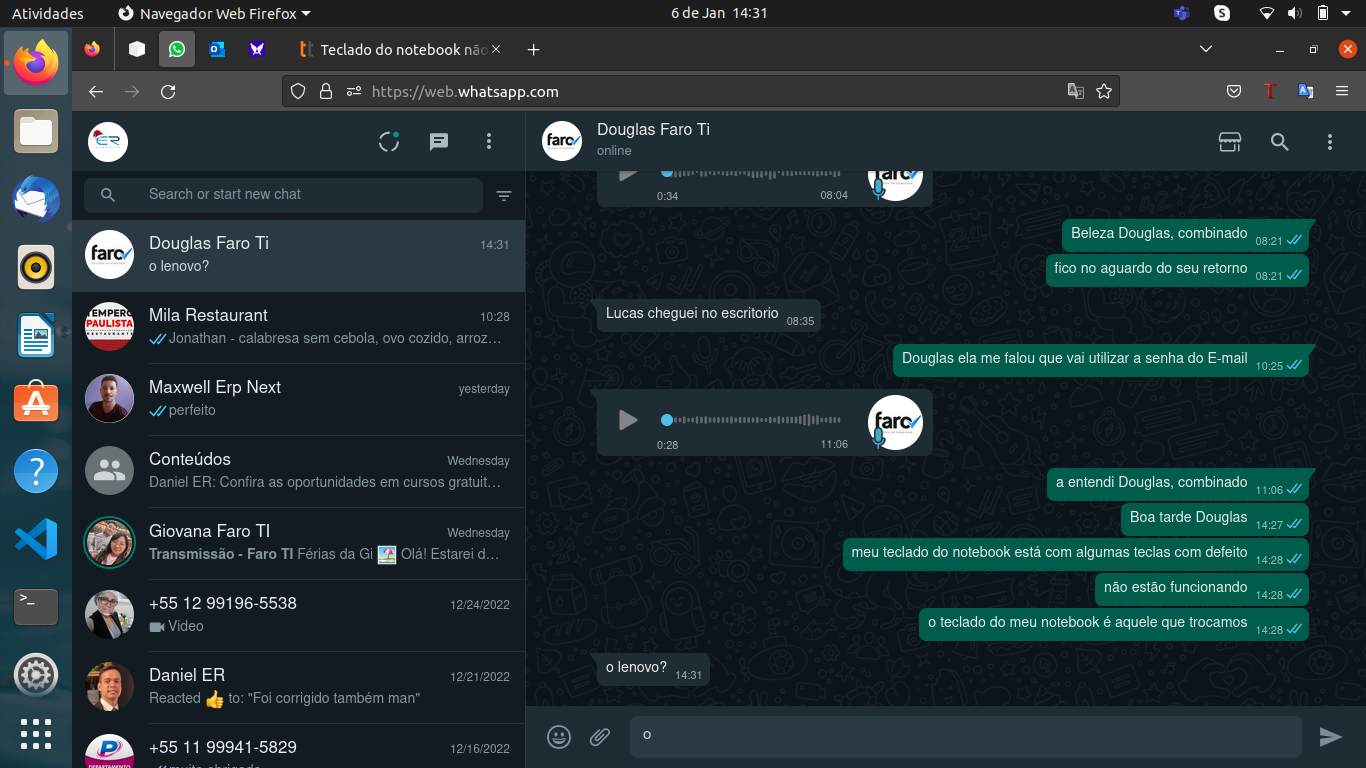 Atividades
Navegador Web Firefox
6 de Jan 14:31
Teclado do notebook não
https://web.whatsapp.com
Search or start new chat
Douglas Faro Ti
14:31
o lenovo?
Mila Restaurant
10:28
Jonathan - calabresa sem cebola, ovo cozido, arroz…
Maxwell Erp Next
yesterday
perfeito
Conteúdos
Wednesday
Daniel ER: Confira as oportunidades em cursos gratuit…
Giovana Faro TI
Wednesday
Transmissão - Faro TI Férias da Gi 🏖️ Olá! Estarei d…
+55 12 99196-5538
12/24/2022
Video
Daniel ER
12/21/2022
Reacted 👍 to: "Foi corrigido também man"
+55 11 99941-5829
12/16/2022
muito obrigado
TEMPERO
PAULISTA
RESTAURANTE
faro
ER
DEPARTAMENTO
Douglas Faro Ti
online
0:34
08:04
Beleza Douglas, combinado 08:21
fico no aguardo do seu retorno 08:21
Lucas cheguei no escritorio 08:35
Douglas ela me falou que vai utilizar a senha do E-mail 10:25
0:28
11:06
a entendi Douglas, combinado 11:06
Boa tarde Douglas 14:27
meu teclado do notebook está com algumas teclas com defeito 14:28
não estão funcionando 14:28
o teclado do meu notebook é aquele que trocamos 14:28
o lenovo? 14:31
o